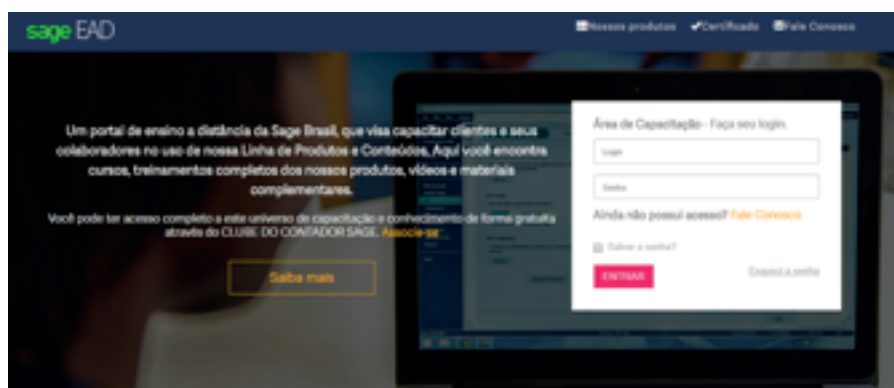 sage EAD
Nossos produtos Certificado Fale Conosco
Um portal de ensino a distância da Sage Brasil, que visa capacitar clientes e seus
colaboradores no uso de nossa Linha de Produtos e Conteúdos. Aqui você encontra
cursos, treinamentos completos dos nossos produtos, vídeos e materiais
complementares.
Você pode ter acesso completo a este universo de capacitação e conhecimento de forma gratuita
através do CLUBE DO CONTADOR SAGE. Associe-se
Saiba mais
Área de Capacitação - Faça seu login.
Login
Senha
Ainda não possui acesso? Fale Conosco
Salvar a senha?
ENTRAR
Esqueci a senha